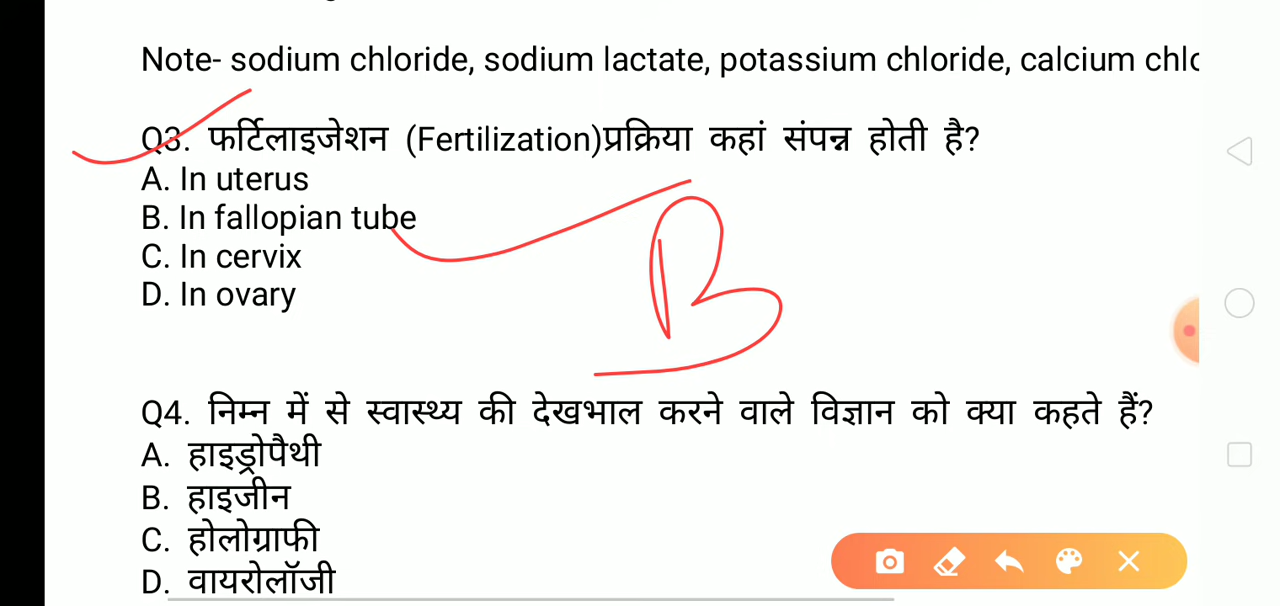 Note- sodium chloride, sodium lactate, potassium chloride, calcium
Q3. फर्टिलाइजेशन (Fertilization)प्रक्रिया कहां संपन्न होती है?
A. In uterus
B. In fallopian tube
C. In cervix
D. In ovary
B
Q4. निम्न में से स्वास्थ्य की देखभाल करने वाले विज्ञान को क्या कहते हैं?
A. हाइड्रोपैथी
B. हाइजीन
C. होलोग्राफी
D. वायरोलॉजी